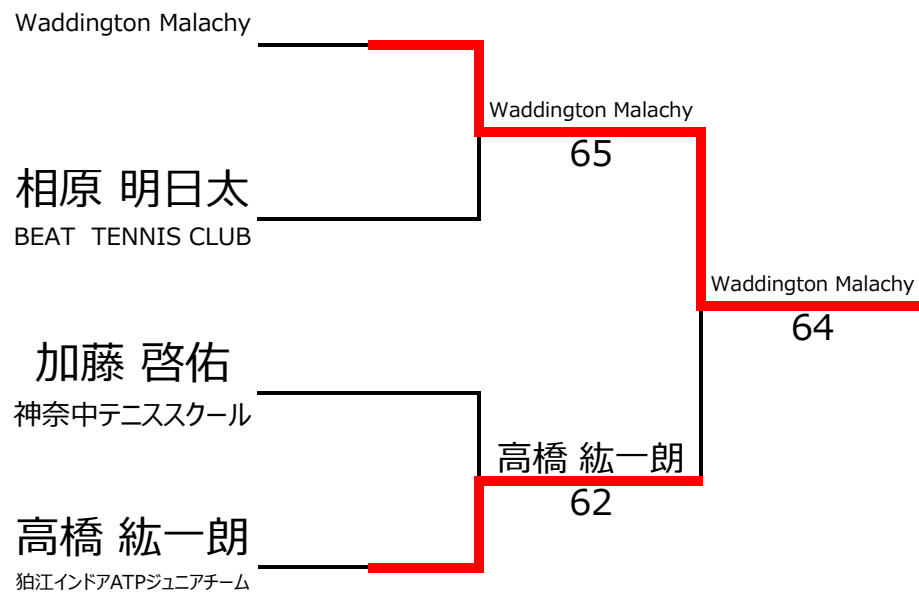 Waddington Malachy
Waddington Malachy
65
相原 明日太
BEAT TENNIS CLUB
Waddington Malachy
64
加藤 啓佑
神奈中テニススクール
高橋 紘一朗
62
高橋 紘一朗
狛江インドアATPジュニアチーム